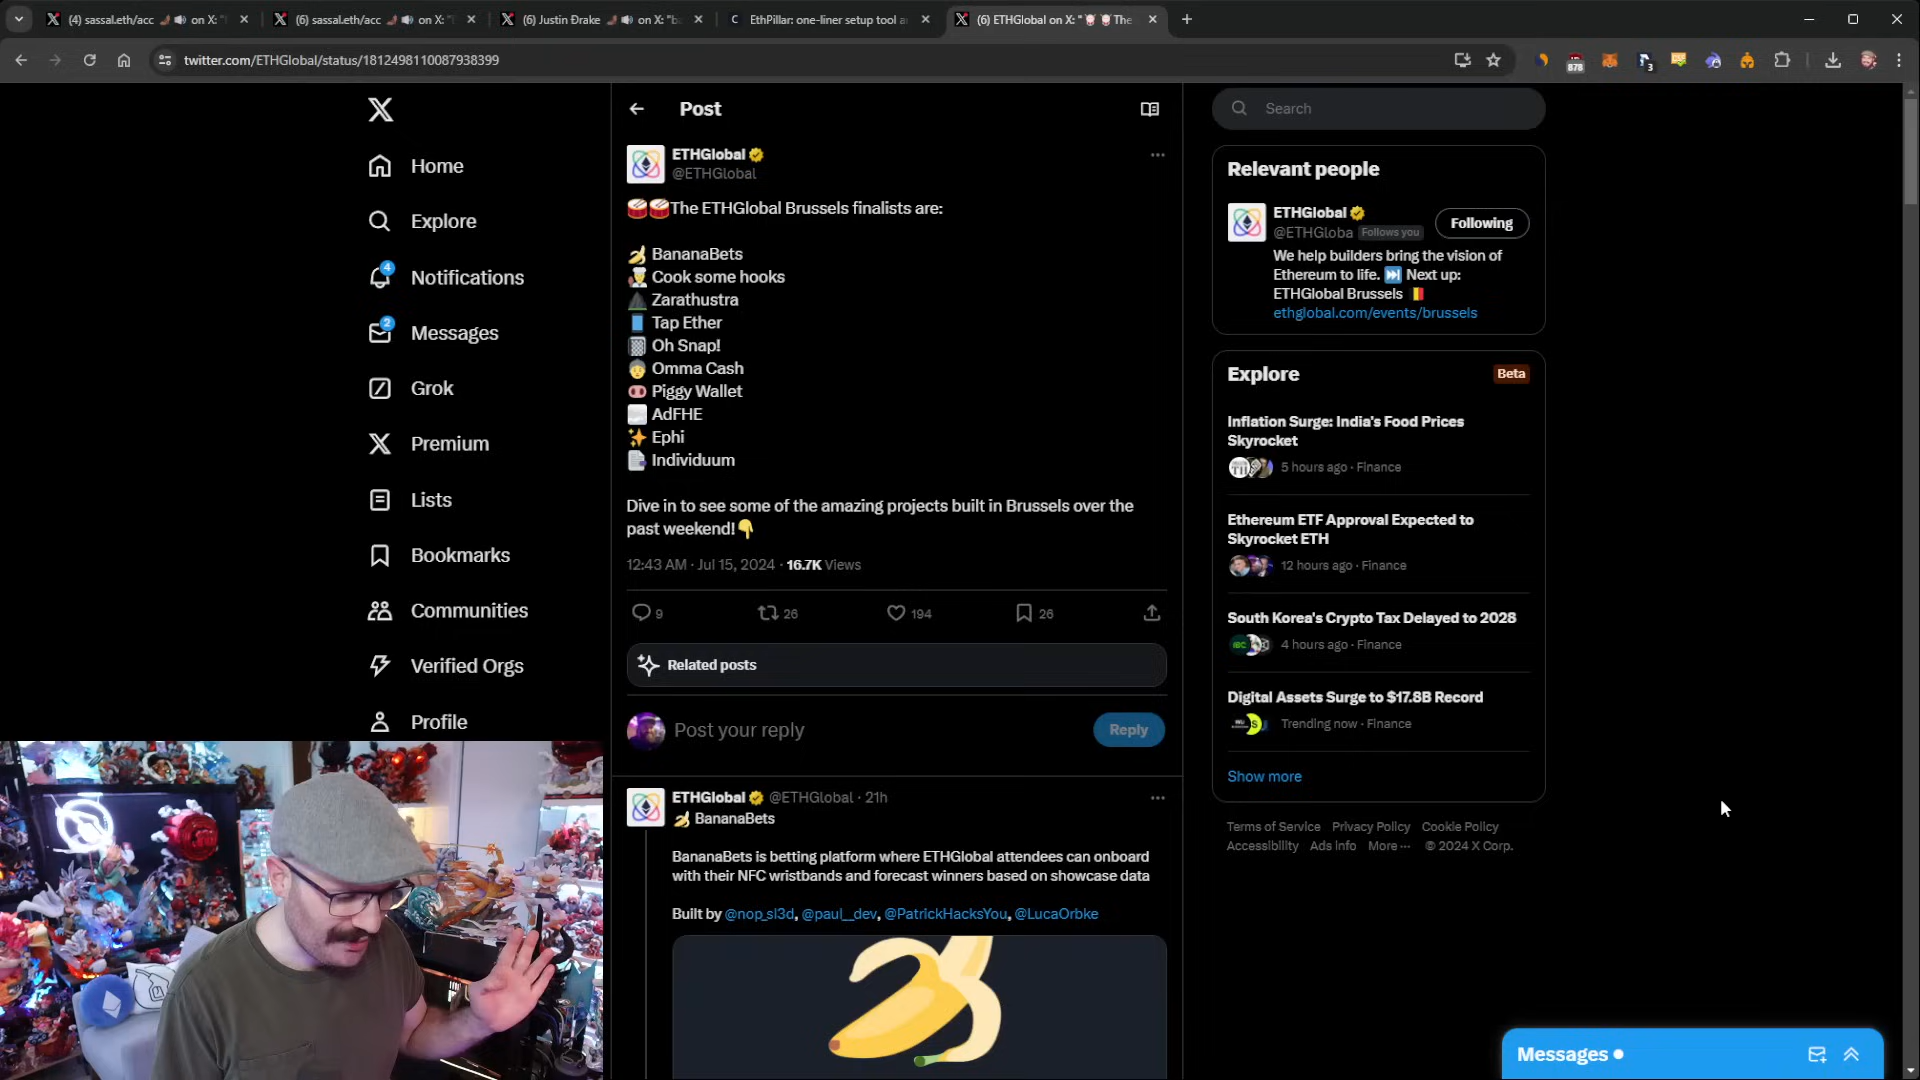 (4) sassal.eth/acc on X: "
(6) sassal.eth/acc on X: "
(6) Justin Ðrake on X: "
EthPillar: one-liner setup tool
(6) ETHGlobal on X: "The
twitter.com/ETHGlobal/status/1812498110087938399
878
3
Home
Explore
4
Notifications
2
Messages
Grok
Premium
Lists
Bookmarks
Communities
Verified Orgs
Profile
Post
ETHGlobal
@ETHGlobal
🥁🥁The ETHGlobal Brussels finalists are:
🍌 BananaBets
🧑‍🍳 Cook some hooks
Zarathustra
Tap Ether
Oh Snap!
👵 Omma Cash
Piggy Wallet
AdFHE
✨ Ephi
Individuum
Dive in to see some of the amazing projects built in Brussels over the
past weekend!👇
12:43 AM · Jul 15, 2024 · 16.7K Views
9 26 194 26
Related posts
Post your reply
Reply
ETHGlobal @ETHGlobal · 21h
🍌 BananaBets
BananaBets is betting platform where ETHGlobal attendees can onboard
with their NFC wristbands and forecast winners based on showcase data
Built by @nop_sl3d, @paul__dev, @PatrickHacksYou, @LucaOrbke
Search
Relevant people
ETHGlobal
@ETHGloba Follows you
Following
We help builders bring the vision of
Ethereum to life. ⏭️ Next up:
ETHGlobal Brussels 🇧🇪
ethglobal.com/events/brussels
Explore
Beta
Inflation Surge: India's Food Prices
Skyrocket
5 hours ago · Finance
Ethereum ETF Approval Expected to
Skyrocket ETH
12 hours ago · Finance
South Korea's Crypto Tax Delayed to 2028
4 hours ago · Finance
Digital Assets Surge to $17.8B Record
Trending now · Finance
Show more
Terms of Service Privacy Policy Cookie Policy
Accessibility Ads info More ··· © 2024 X Corp.
Messages